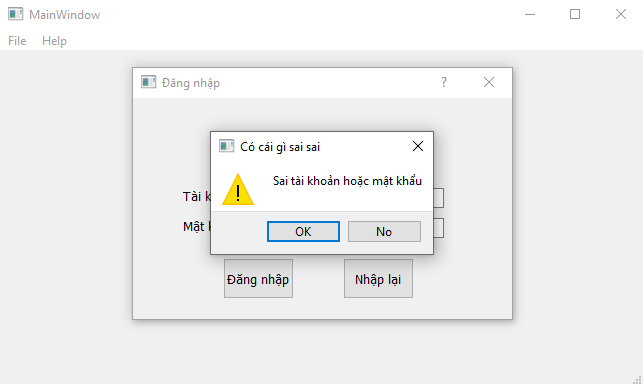 MainWindow
File Help
Đăng nhập ?
Có cái gì sai sai
Sai tài khoản hoặc mật khẩu
Tài
Mật
OK No
Đăng nhập Nhập lại